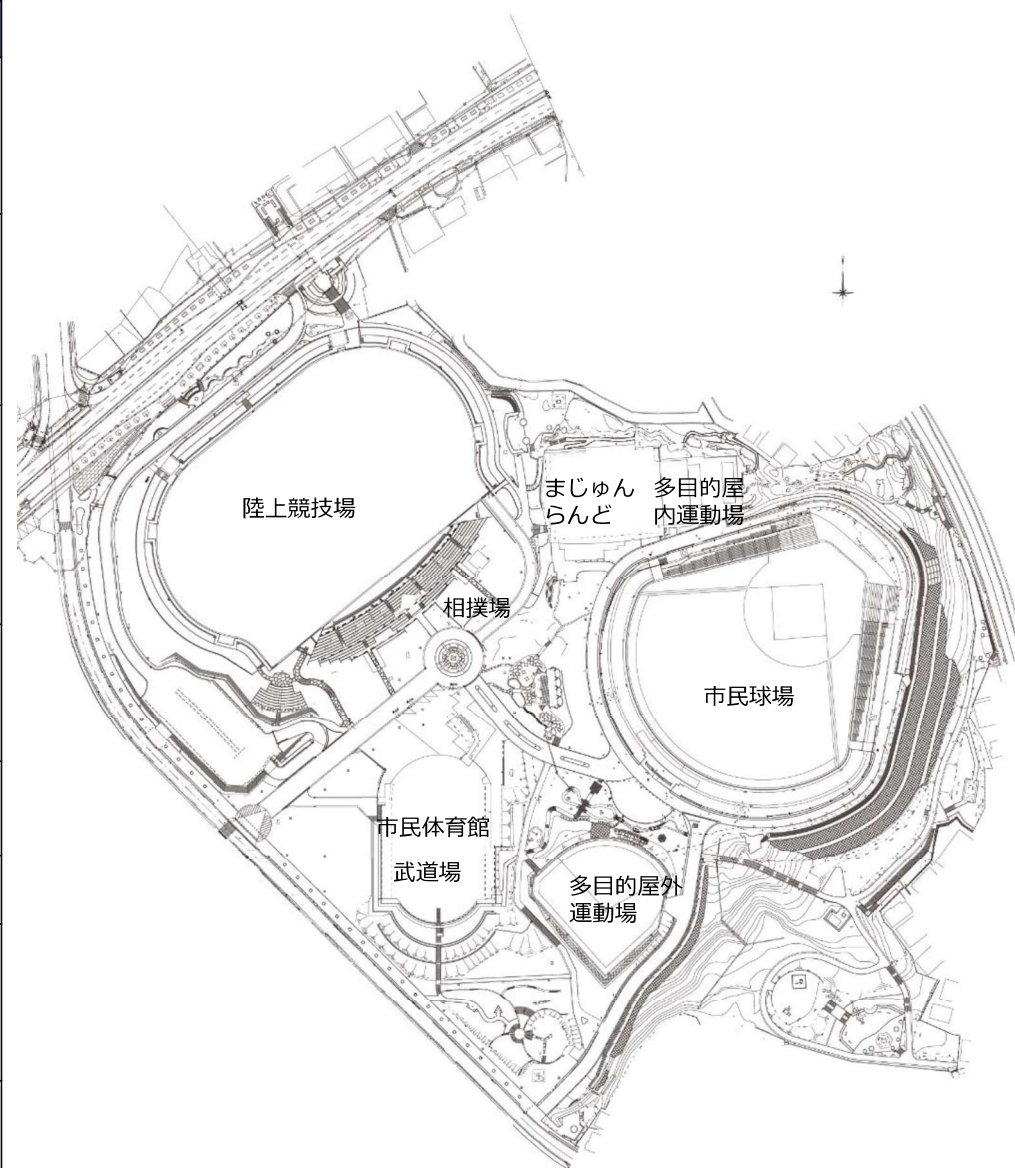 陸上競技場
まじゅん
らんど
多目的屋
内運動場
相撲場
市民球場
市民体育館
武道場
多目的屋外
運動場